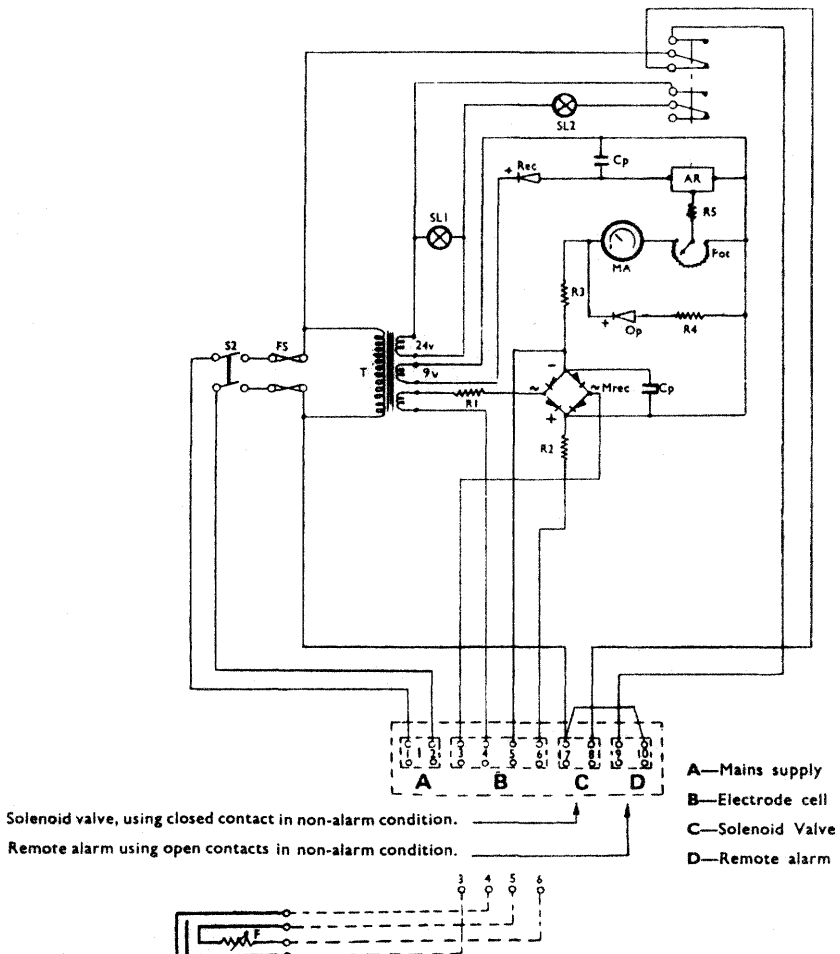 SL2
Rec
Cp
AR
R5
SL1
MA
Pot
R3
+
Op
R4
S2
FS
T
24v
9v
-
~
~
Mrec
Cp
R1
+
R2
1 1 2 3 4 5 6 7 8 9 10
A B C D
A—Mains supply
B—Electrode cell
C—Solenoid Valve
D—Remote alarm
Solenoid valve, using closed contact in non-alarm condition.
Remote alarm using open contacts in non-alarm condition.
3 4 5 6
F